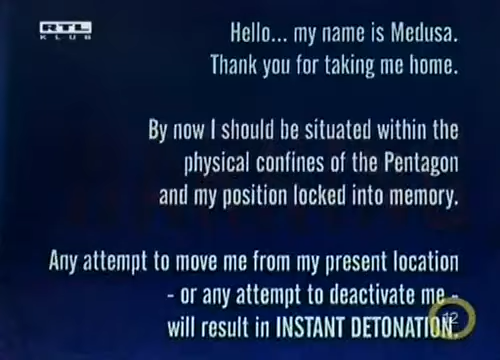 RTL
KLUB
Hello... my name is Medusa.
Thank you for taking me home.
By now I should be situated within the
physical confines of the Pentagon
and my position locked into memory.
Any attempt to move me from my present location
- or any attempt to deactivate me -
will result in INSTANT DETONATION.
12